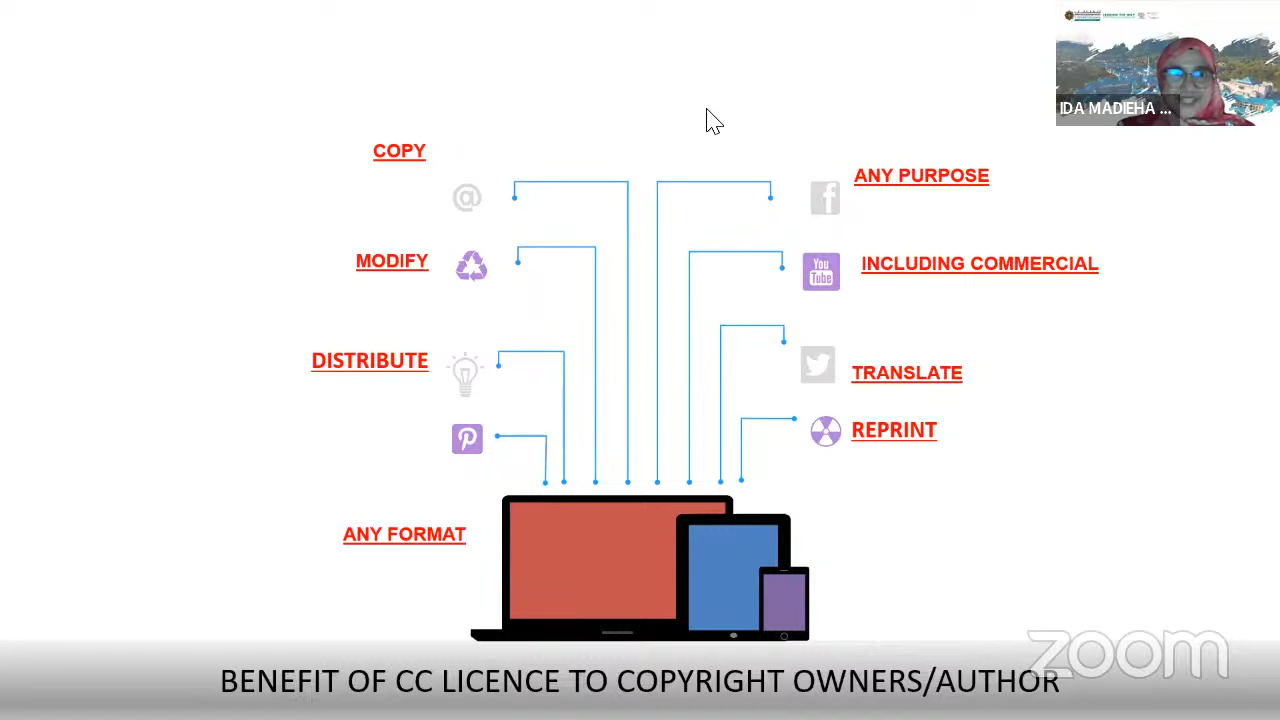 IDA MADIEHA ...
COPY
ANY PURPOSE
MODIFY
You
Tube
INCLUDING COMMERCIAL
DISTRIBUTE
TRANSLATE
REPRINT
ANY FORMAT
zoom
BENEFIT OF CC LICENCE TO COPYRIGHT OWNERS/AUTHOR